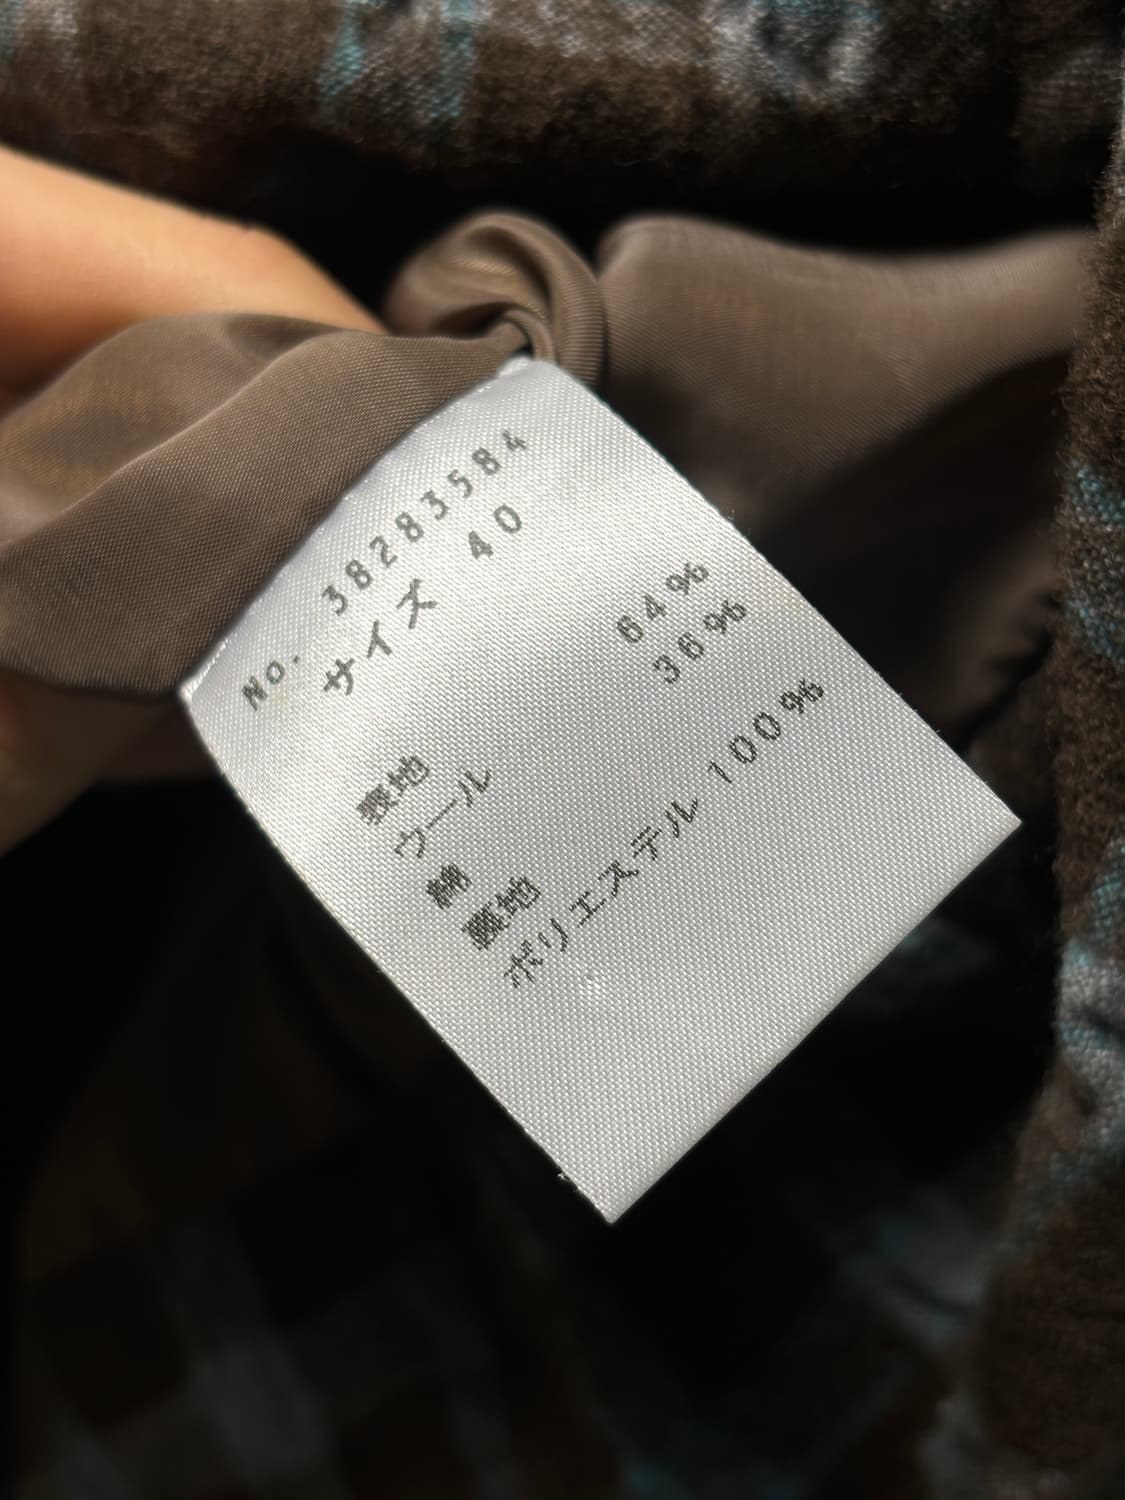 NO. 38283584
サイズ 40
表地
ウール 64%
綿 36%
裏地
ポリエステル 100%